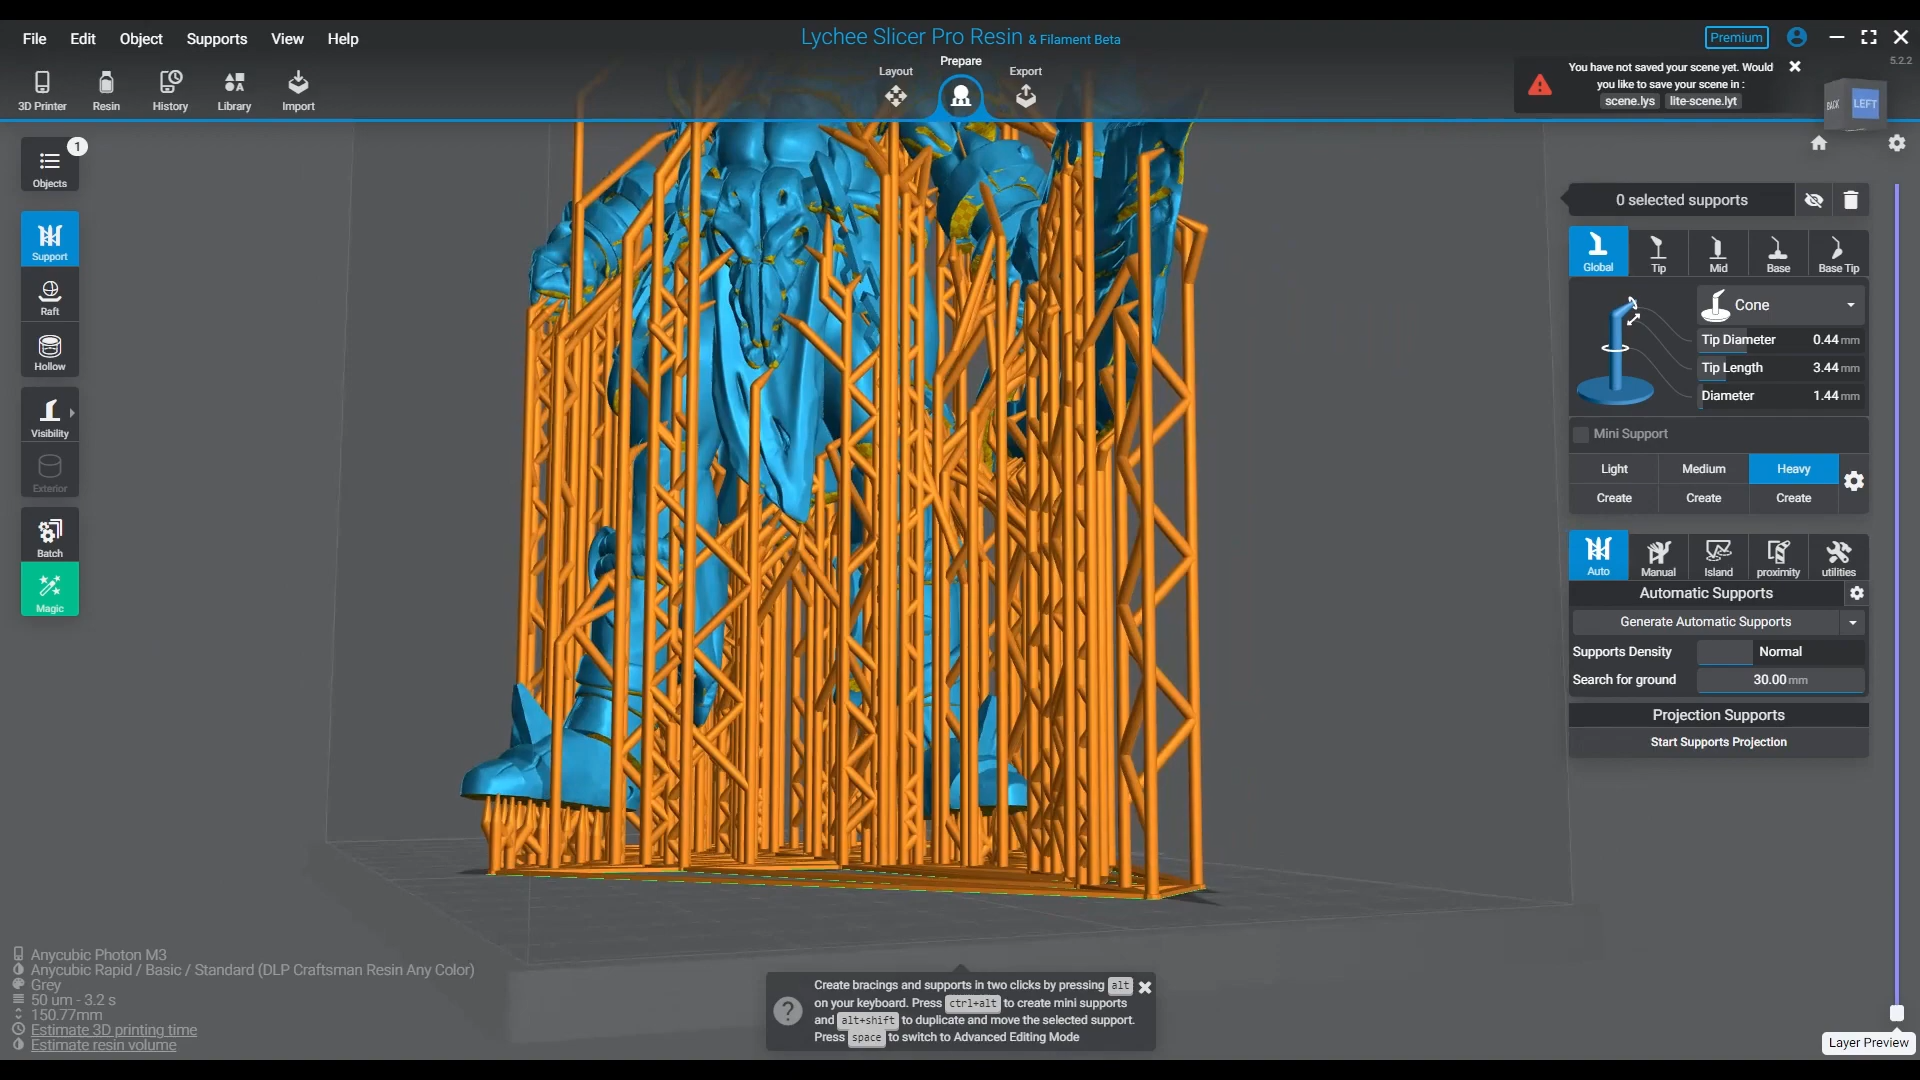 File Edit Object Supports View Help
Lychee Slicer Pro Resin & Filament Beta
Premium
5.2.2
3D Printer Resin History Library Import
Layout Prepare Export
You have not saved your scene yet. Would
you like to save your scene in :
scene.lys lite-scene.lyt
BACK LEFT
1
Objects
Support
Raft
Hollow
Visibility
Exterior
Batch
Magic
0 selected supports
Global Tip Mid Base Base Tip
Cone
Tip Diameter 0.44 mm
Tip Length 3.44 mm
Diameter 1.44 mm
Mini Support
Light Medium Heavy
Create Create Create
Auto Manual Island proximity utilities
Automatic Supports
Generate Automatic Supports
Supports Density Normal
Search for ground 30.00 mm
Projection Supports
Start Supports Projection
Anycubic Photon M3
Anycubic Rapid / Basic / Standard (DLP Craftsman Resin Any Color)
Grey
50 um - 3.2 s
150.77mm
Estimate 3D printing time
Estimate resin volume
? Create bracings and supports in two clicks by pressing alt
on your keyboard. Press ctrl+alt to create mini supports
and alt+shift to duplicate and move the selected support.
Press space to switch to Advanced Editing Mode
Layer Preview